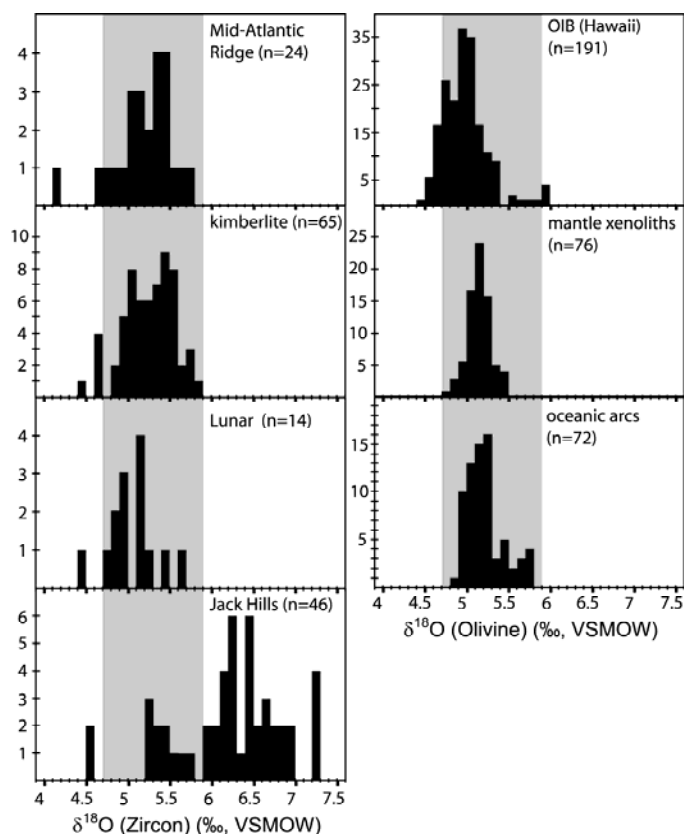 Mid-Atlantic
Ridge (n=24)
4
3
2
1
kimberlite (n=65)
10
8
6
4
2
Lunar (n=14)
4
3
2
1
Jack Hills (n=46)
6
5
4
3
2
1
4 4.5 5 5.5 6 6.5 7 7.5
δ18O (Zircon) (‰, VSMOW)
OIB (Hawaii)
(n=191)
35
25
15
5
mantle xenoliths
(n=76)
25
20
15
10
5
oceanic arcs
(n=72)
15
10
5
4 4.5 5 5.5 6 6.5 7 7.5
δ18O (Olivine) (‰, VSMOW)